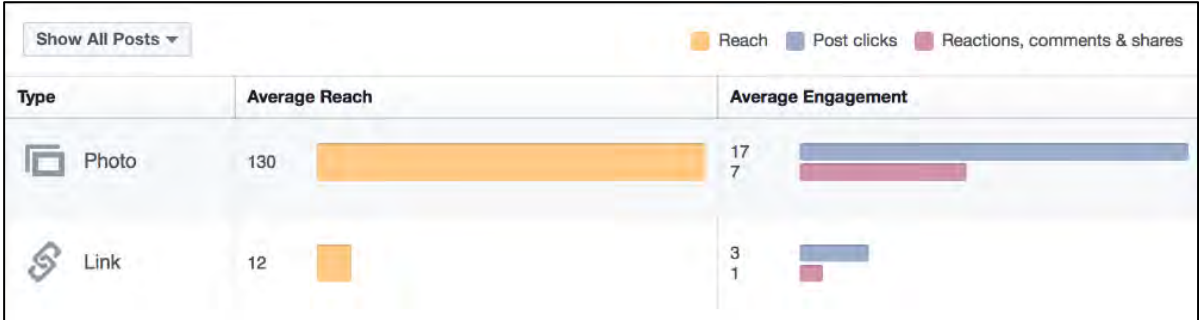 Show All Posts
Reach Post clicks Reactions, comments & shares
Type Average Reach Average Engagement
Photo 130 17
7
Link 12 3
1